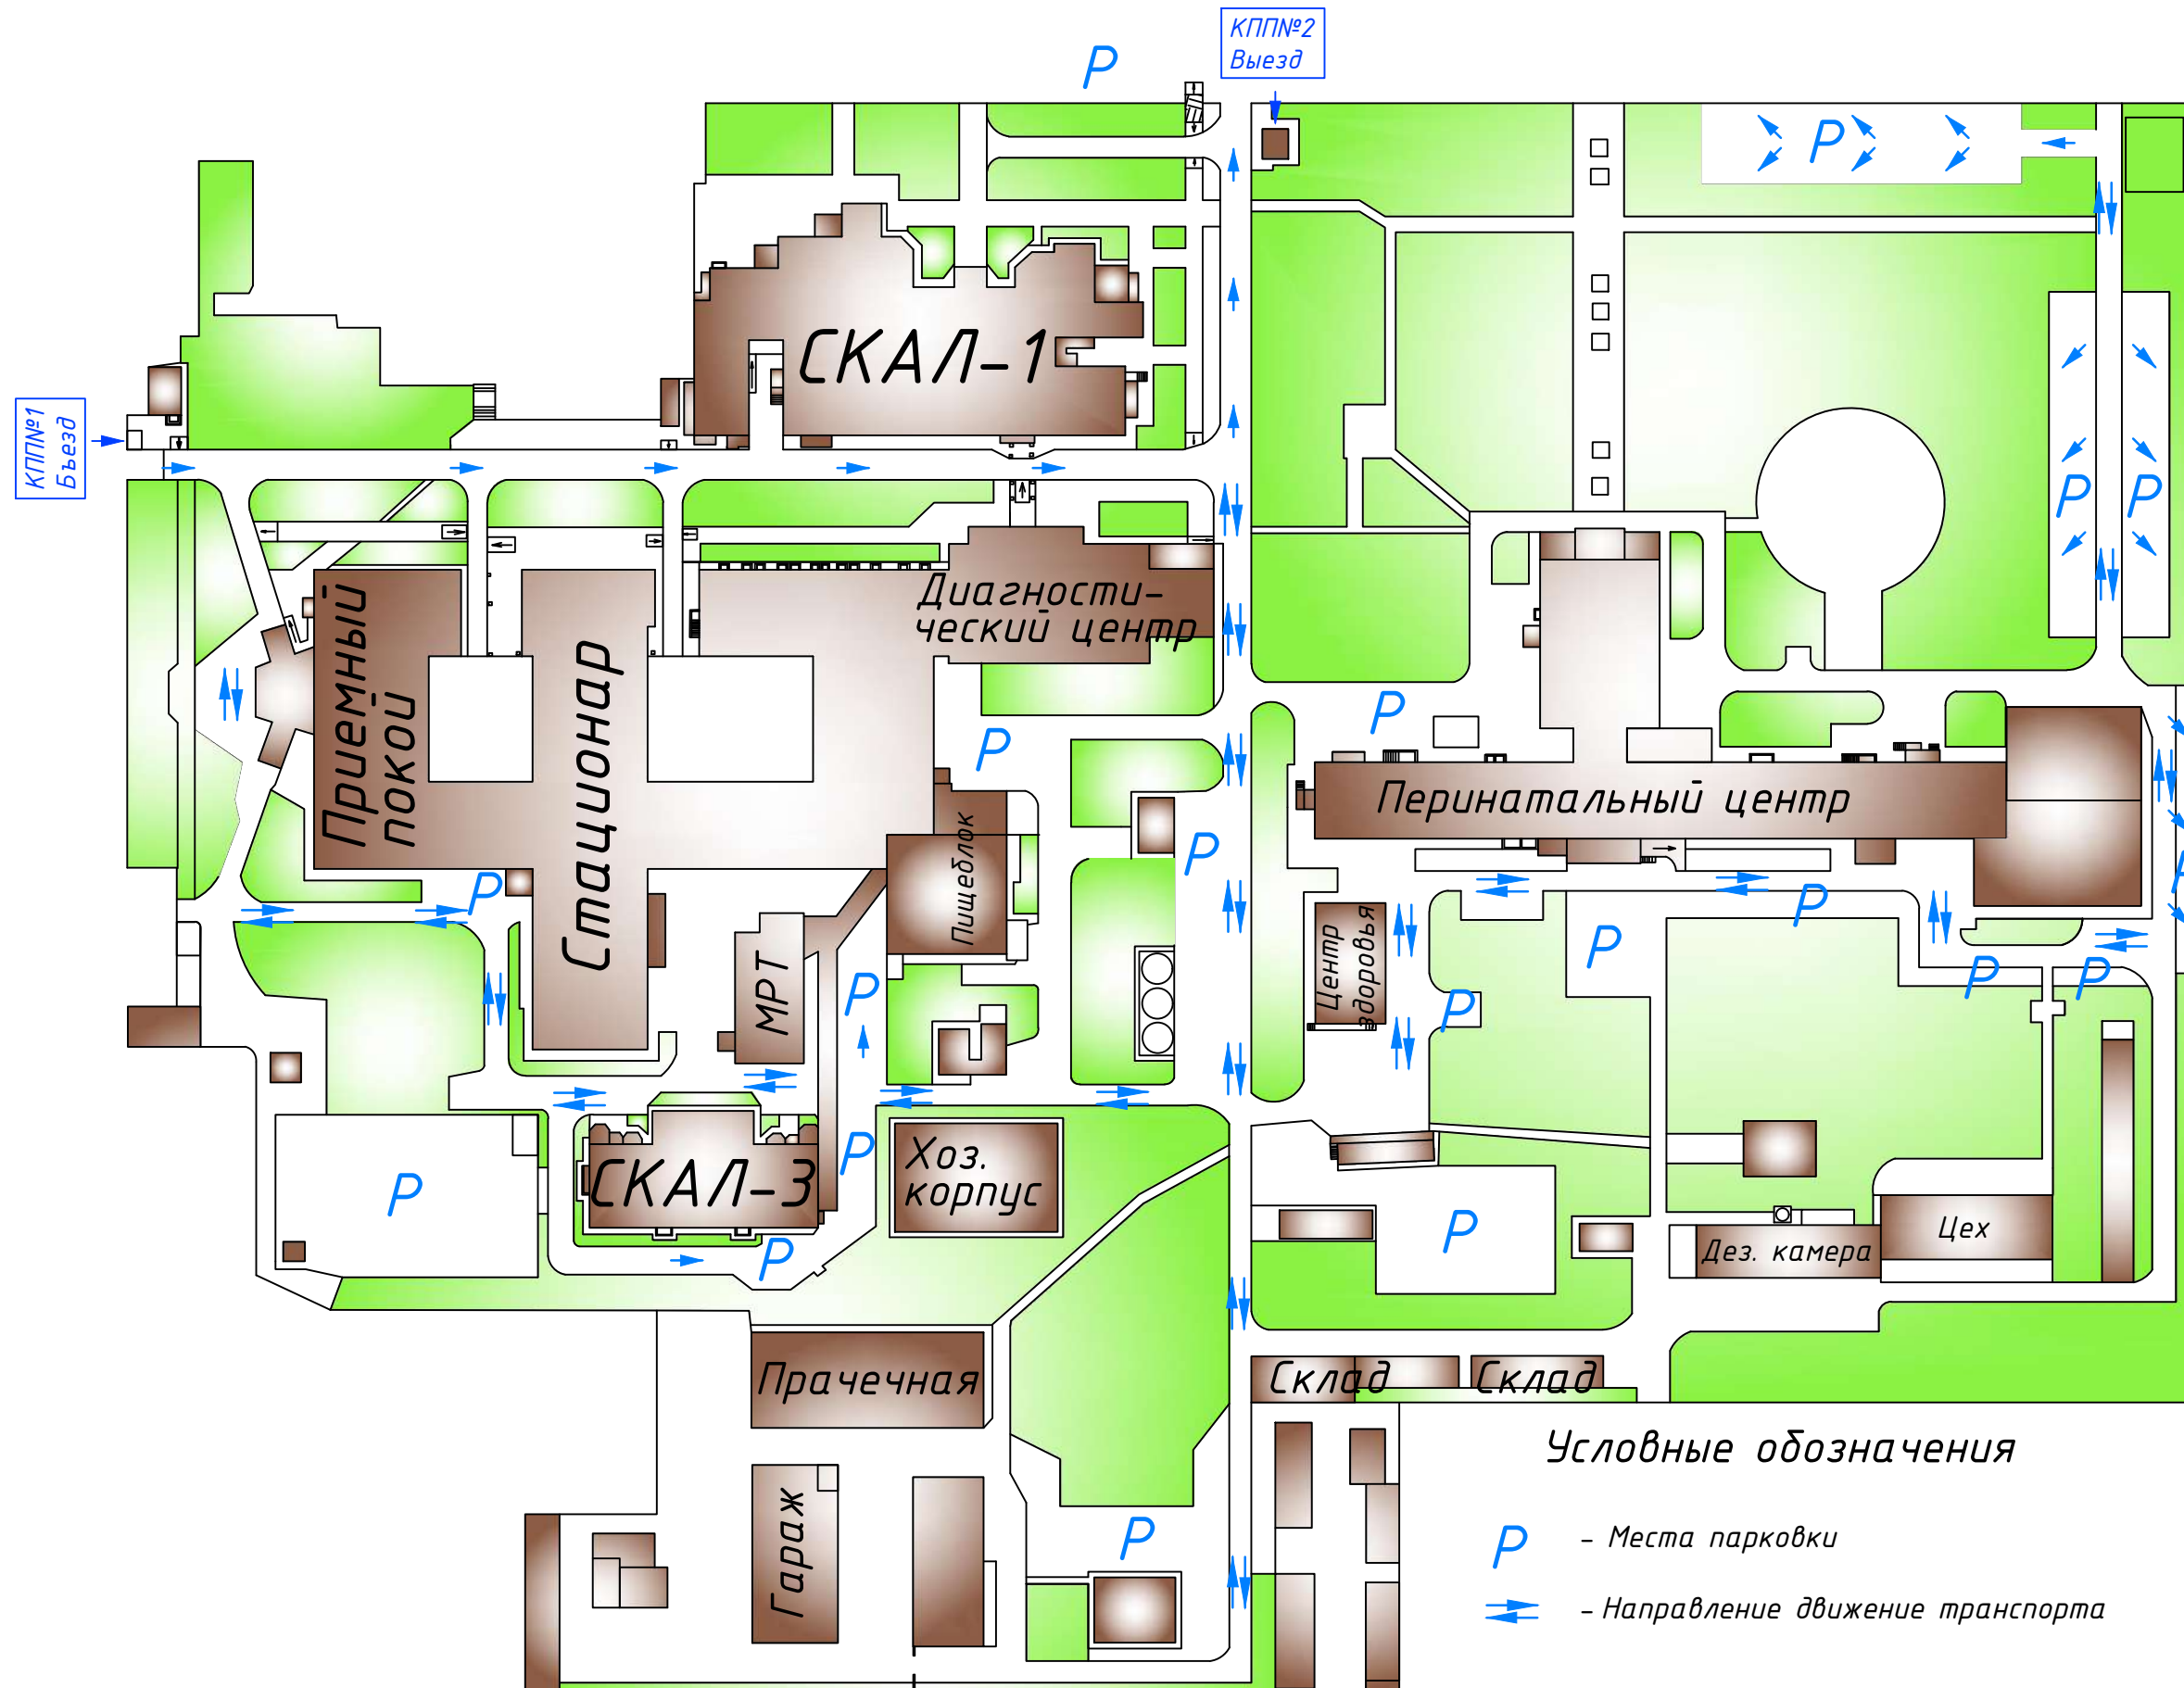 КПП№2
Выезд
P
P
СКАЛ-1
КПП№1
Бъезд
P
P
Диагности-
ческий центр
Приемный
покой
Стационар
P
P
Перинатальный центр
Пищеблок
P
P
P
Центр
здоровья
P
P
P
P
МРТ
P
P
P
P
СКАЛ-3
Хоз.
корпус
P
P
Цех
Дез. камера
P
Прачечная
Склад
Склад
Условные обозначения
Гараж
P
P - Места парковки
- Направление движение транспорта